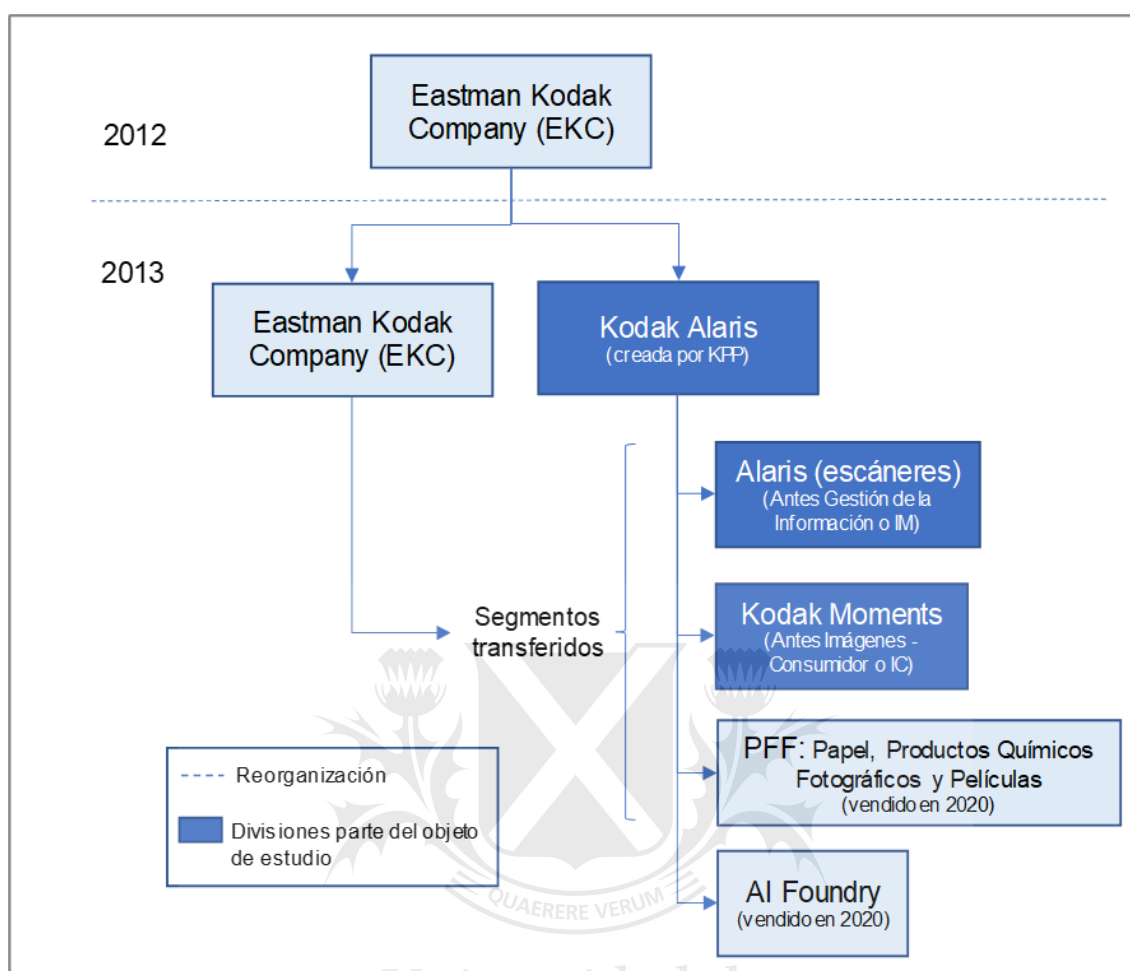 2012
Eastman Kodak
Company (EKC)
2013
Eastman Kodak
Company (EKC)
Kodak Alaris
(creada por KPP)
Alaris (escáneres)
(Antes Gestión de la
Información o IM)
Segmentos
transferidos
Kodak Moments
(Antes Imágenes -
Consumidor o IC)
PFF: Papel, Productos Químicos
Fotográficos y Películas
(vendido en 2020)
AI Foundry
(vendido en 2020)
Reorganización
Divisiones parte del objeto
de estudio
QUAERERE VERUM